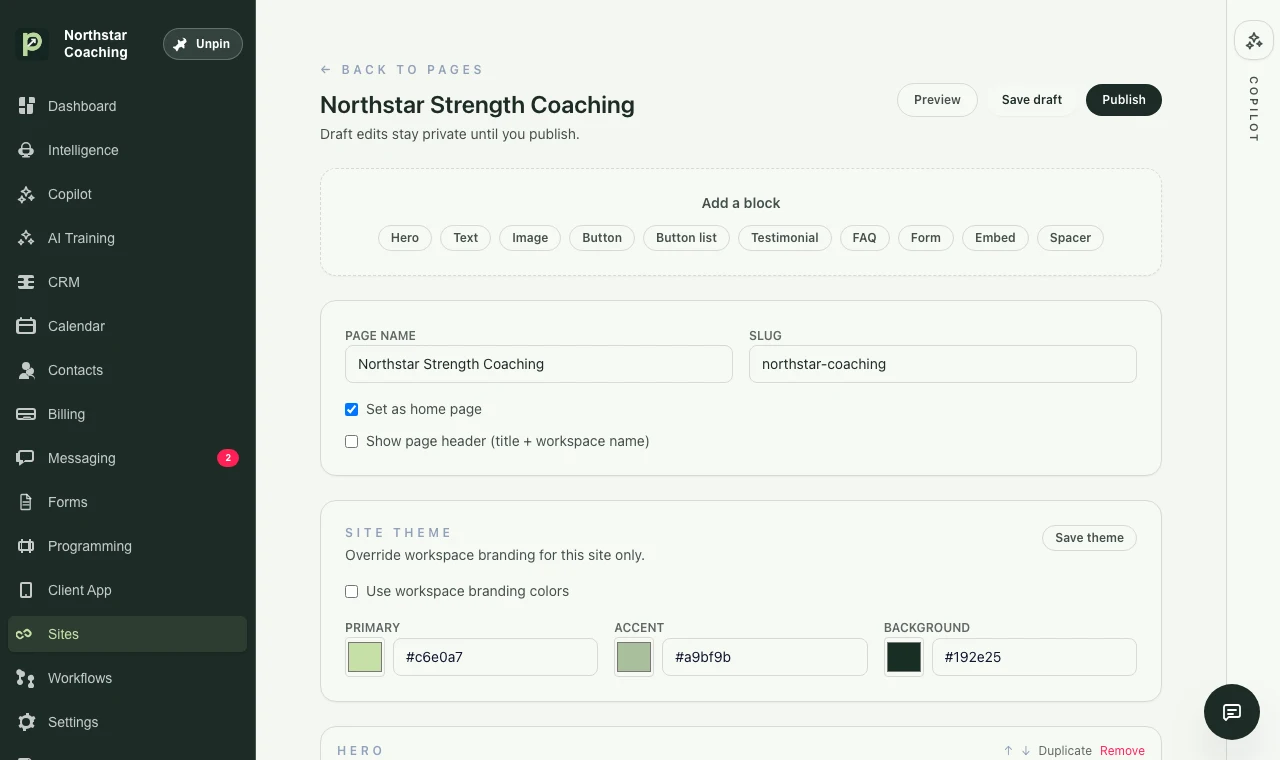 Northstar
Coaching
Unpin
Dashboard
Intelligence
Copilot
AI Training
CRM
Calendar
Contacts
Billing
Messaging
2
Forms
Programming
Client App
Sites
Workflows
Settings
← BACK TO PAGES
Northstar Strength Coaching
Draft edits stay private until you publish.
Preview
Save draft
Publish
Add a block
Hero
Text
Image
Button
Button list
Testimonial
FAQ
Form
Embed
Spacer
PAGE NAME
Northstar Strength Coaching
SLUG
northstar-coaching
Set as home page
Show page header (title + workspace name)
SITE THEME
Override workspace branding for this site only.
Save theme
Use workspace branding colors
PRIMARY
#c6e0a7
ACCENT
#a9bf9b
BACKGROUND
#192e25
HERO
↑ ↓ Duplicate Remove
COPILOT